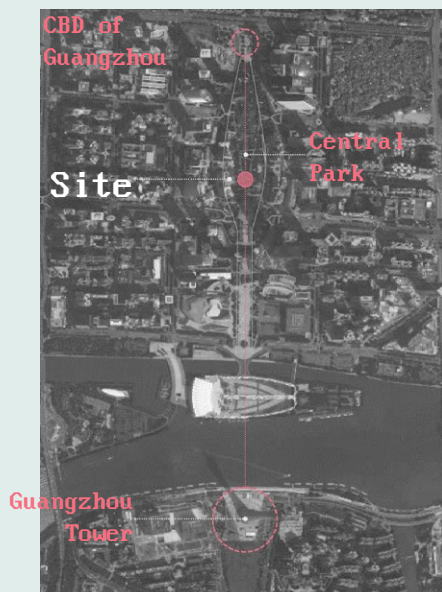 CBD of
Guangzhou
Central
Park
Site
Guangzhou
Tower